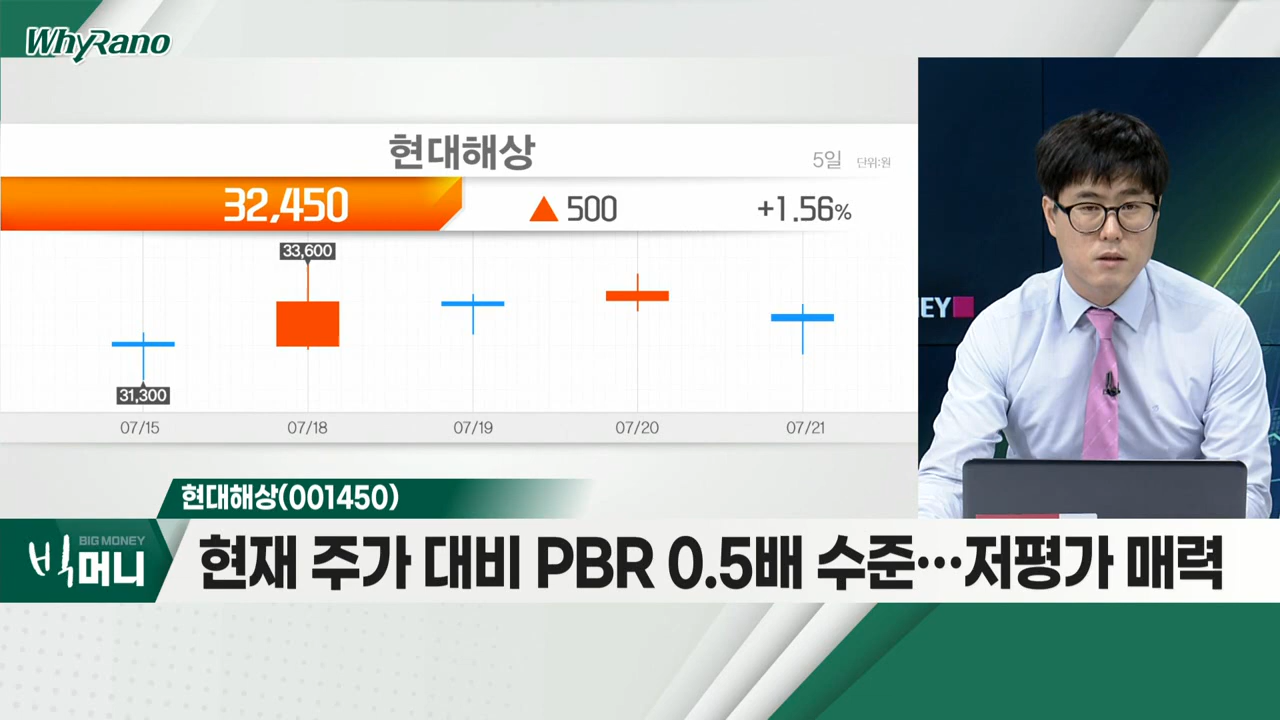 WhyRano
현대해상
5일 단위:원
32,450 ▲500 +1.56%
33,600
31,300
07/15 07/18 07/19 07/20 07/21
EY
현대해상(001450)
BIG MONEY
빅머니
현재 주가 대비 PBR 0.5배 수준…저평가 매력